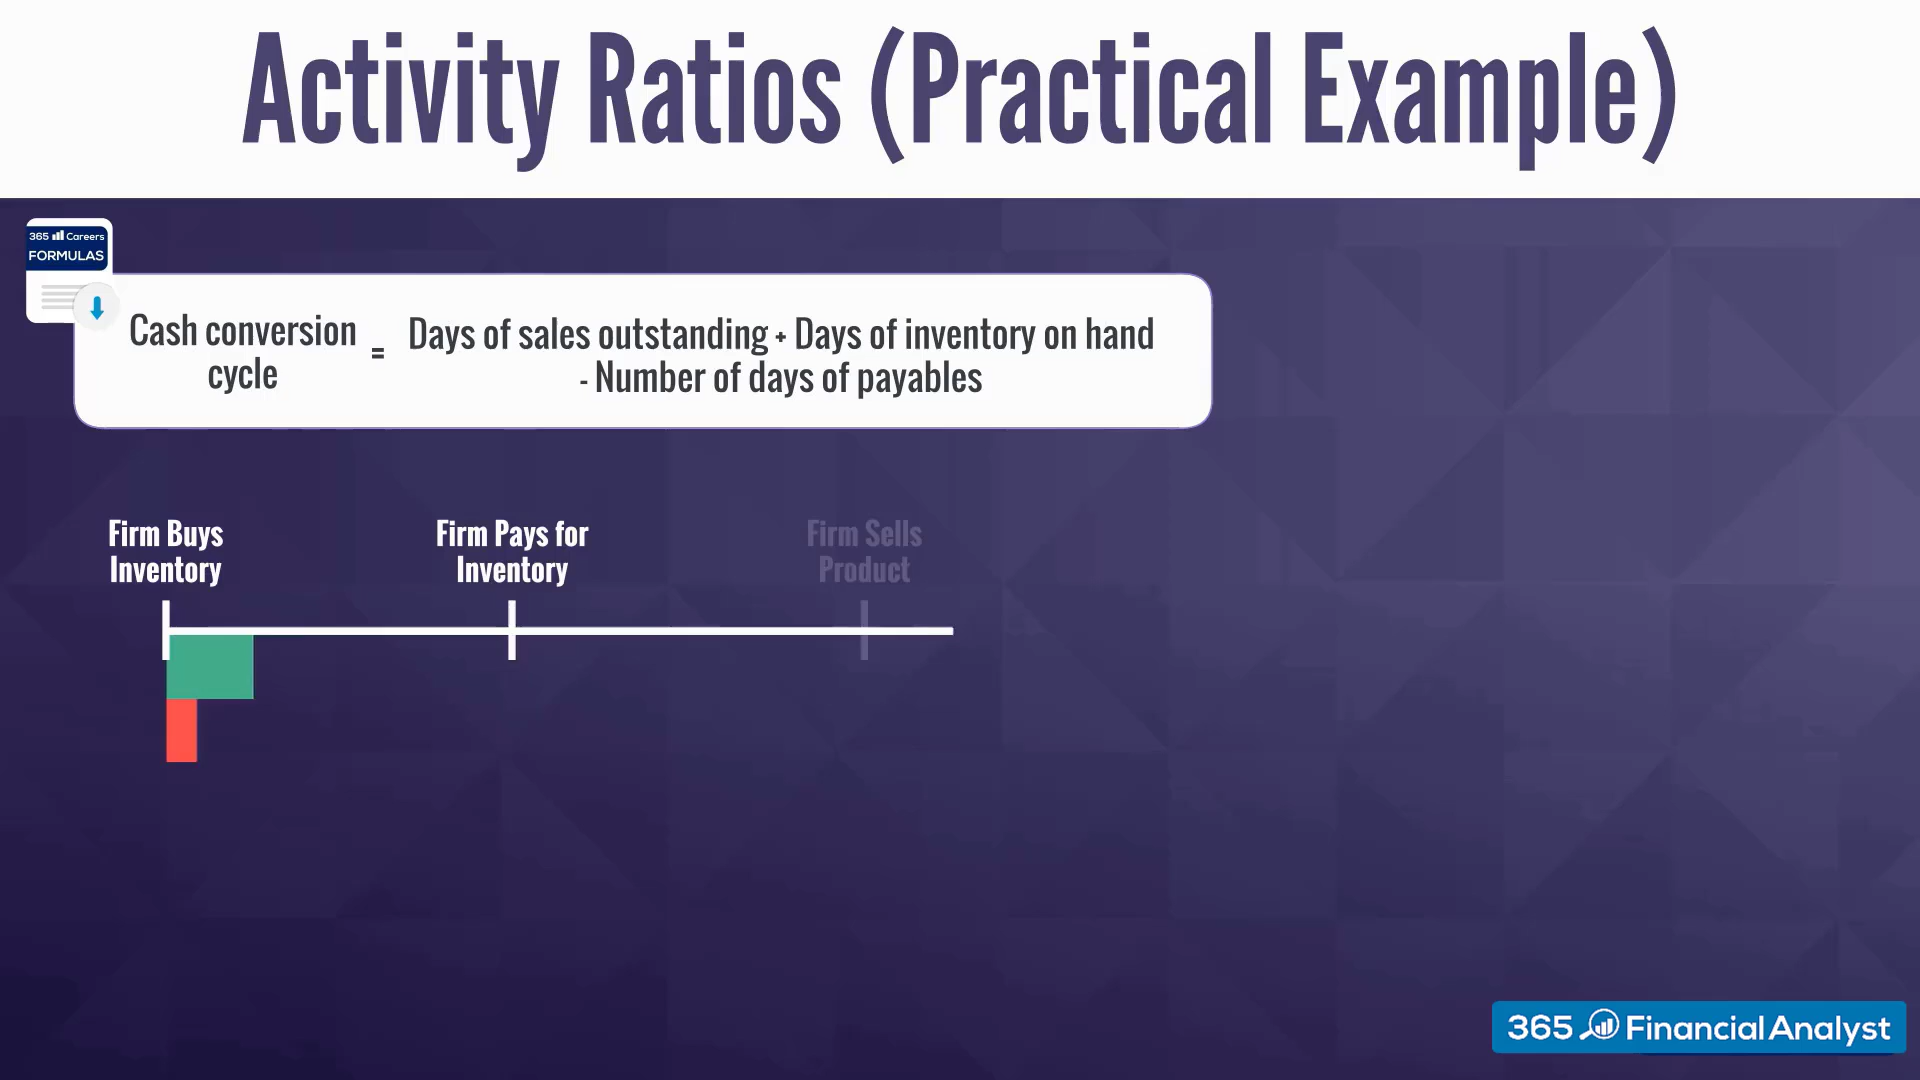 Activity Ratios (Practical Example)
365 Careers
FORMULAS
Cash conversion
cycle
=
Days of sales outstanding + Days of inventory on hand
- Number of days of payables
Firm Buys
Inventory
Firm Pays for
Inventory
Firm Sells
Product
365 Financial Analyst